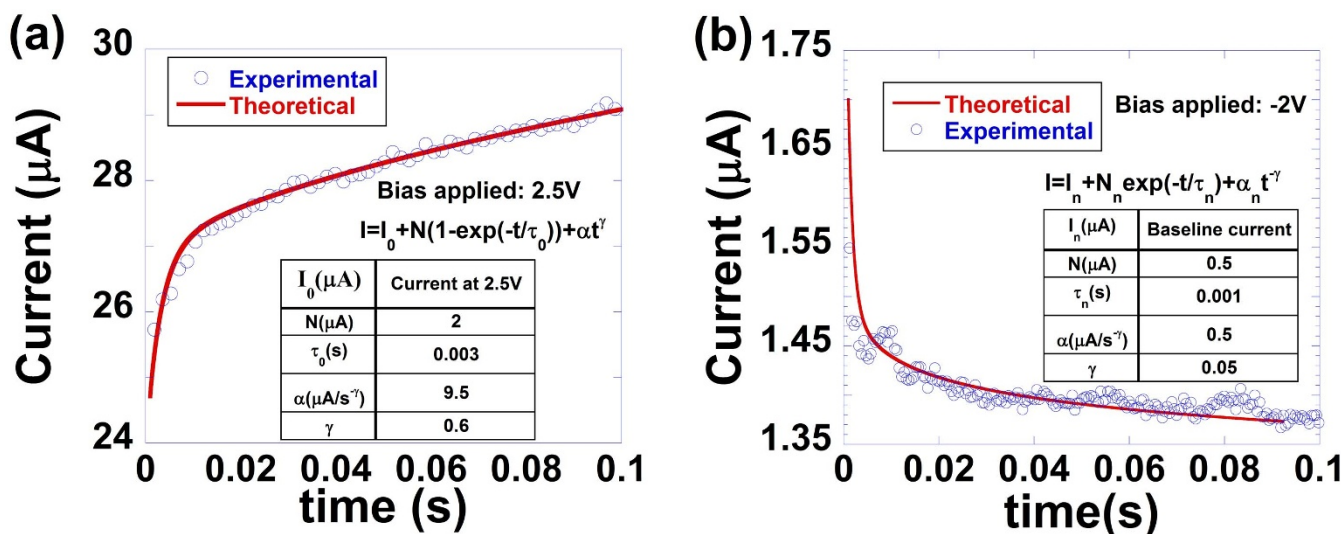 (a)
30
28
26
24
Current (μA)
Experimental
Theoretical
Bias applied: 2.5V
I=I₀+N(1-exp(-t/τ₀))+αt^γ
I₀(μA) Current at 2.5V
N(μA) 2
τ₀(s) 0.003
α(μA/s^-γ) 9.5
γ 0.6
0 0.02 0.04 0.06 0.08 0.1
time (s)
(b)
1.75
1.65
1.55
1.45
1.35
Current (μA)
Theoretical
Experimental
Bias applied: -2V
I=Iₙ+Nₙexp(-t/τₙ)+αₙt^-γ
Iₙ(μA) Baseline current
N(μA) 0.5
τₙ(s) 0.001
α(μA/s^-γ) 0.5
γ 0.05
0 0.02 0.04 0.06 0.08 0.1
time(s)